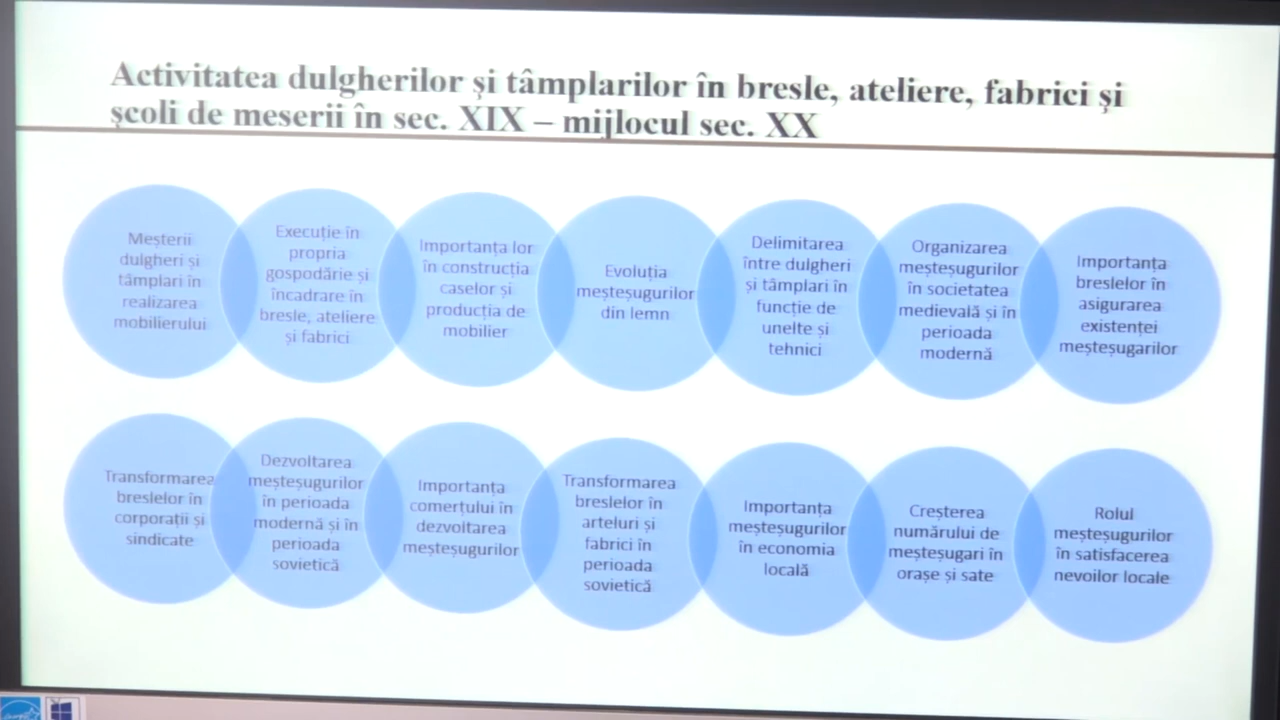 Activitatea dulgherilor și tâmplarilor în bresle, ateliere, fabrici și
școli de meserii în sec. XIX – mijlocul sec. XX
Meșterii
dulgheri și
tâmplari în
realizarea
mobilierului
Execuție în
propria
gospodărie și
încadrare în
bresle, ateliere
și fabrici
Importanța lor
în construcția
caselor și
producția de
mobilier
Evoluția
meșteșugurilor
din lemn
Delimitarea
între dulgheri
și tâmplari în
funcție de
unelte și
tehnici
Organizarea
meșteșugurilor
în societatea
medievală și în
perioada
modernă
Importanța
breslelor în
asigurarea
existenței
meșteșugarilor
Transformarea
breslelor în
corporații și
sindicate
Dezvoltarea
meșteșugurilor
în perioada
modernă și în
perioada
sovietică
Importanța
comerțului în
dezvoltarea
meșteșugurilor
Transformarea
breslelor în
arteluri și
fabrici în
perioada
sovietică
Importanța
meșteșugurilor
în economia
locală
Creșterea
numărului de
meșteșugari în
orașe și sate
Rolul
meșteșugurilor
în satisfacerea
nevoilor locale